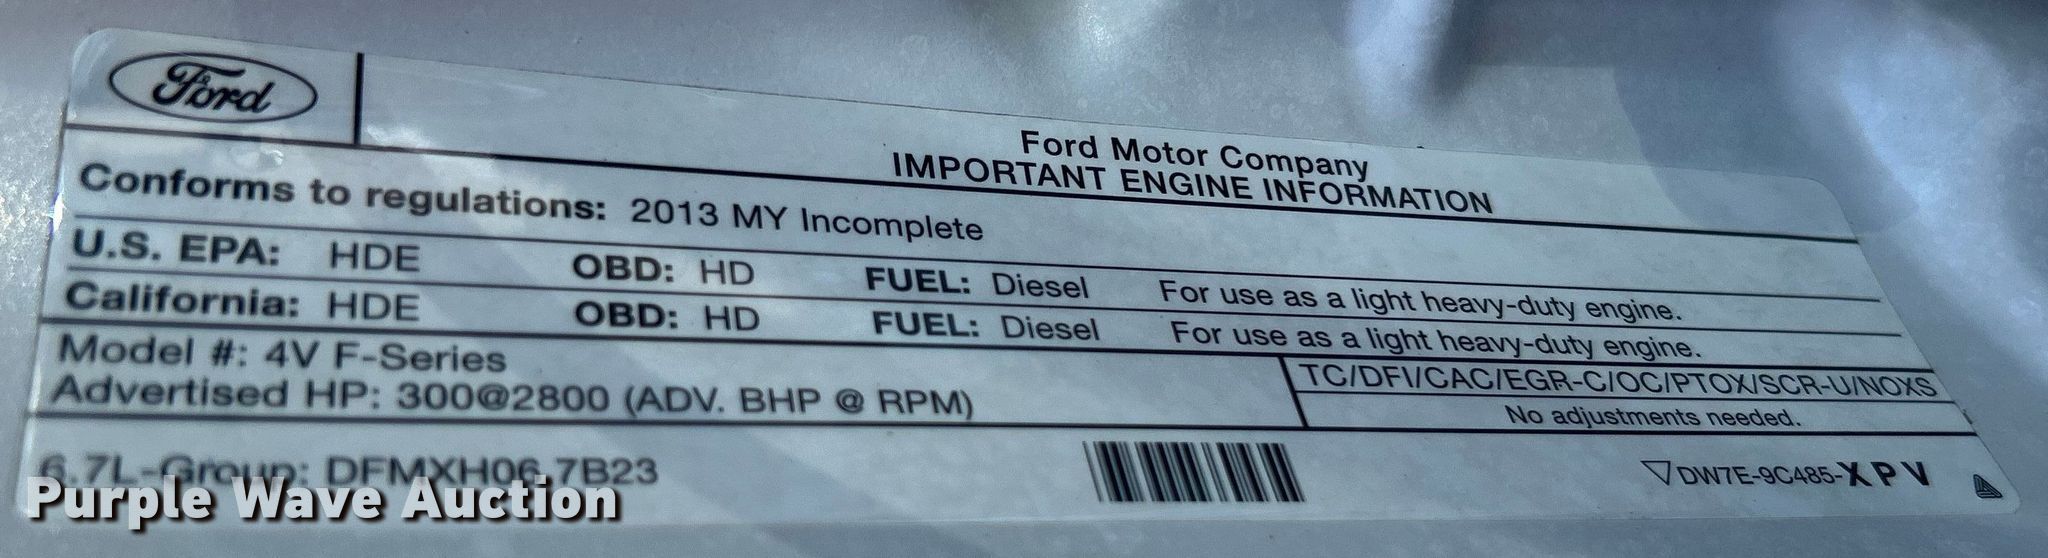 Ford
Ford Motor Company
IMPORTANT ENGINE INFORMATION
Conforms to regulations: 2013 MY Incomplete
U.S. EPA: HDE OBD: HD FUEL: Diesel For use as a light heavy-duty engine.
California: HDE OBD: HD FUEL: Diesel For use as a light heavy-duty engine.
Model #: 4V F-Series
Advertised HP: 300@2800 (ADV. BHP @ RPM)
TC/DFI/CAC/EGR-C/OC/PTOX/SCR-U/NOXS
No adjustments needed.
6.7L-Group: DFMXH06.7B23
DW7E-9C485-XPV
Purple Wave Auction